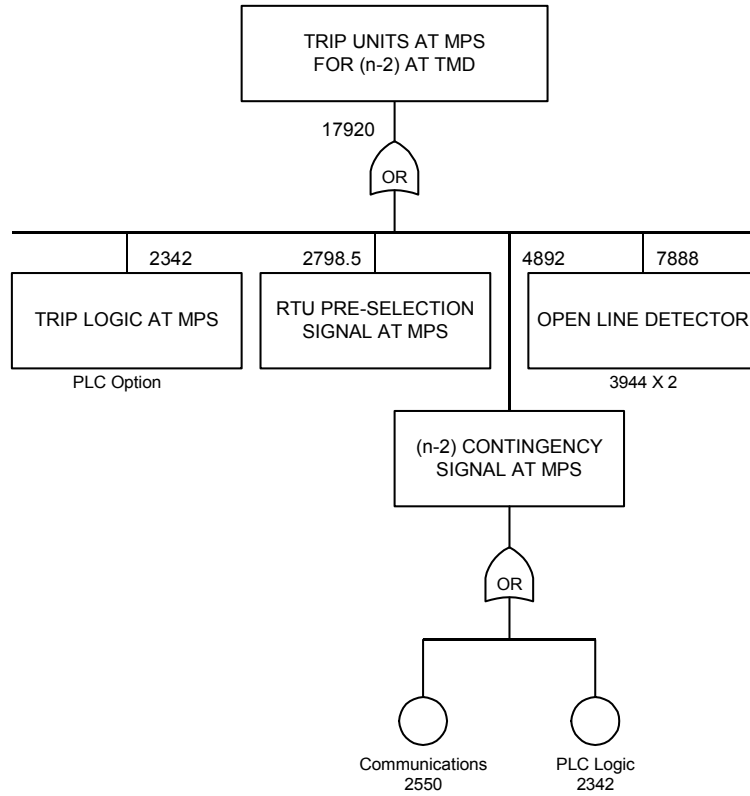 TRIP UNITS AT MPS
FOR (n-2) AT TMD
17920
OR
2342
2798.5
4892
7888
TRIP LOGIC AT MPS
RTU PRE-SELECTION
SIGNAL AT MPS
OPEN LINE DETECTOR
PLC Option
3944 X 2
(n-2) CONTINGENCY
SIGNAL AT MPS
OR
Communications
2550
PLC Logic
2342